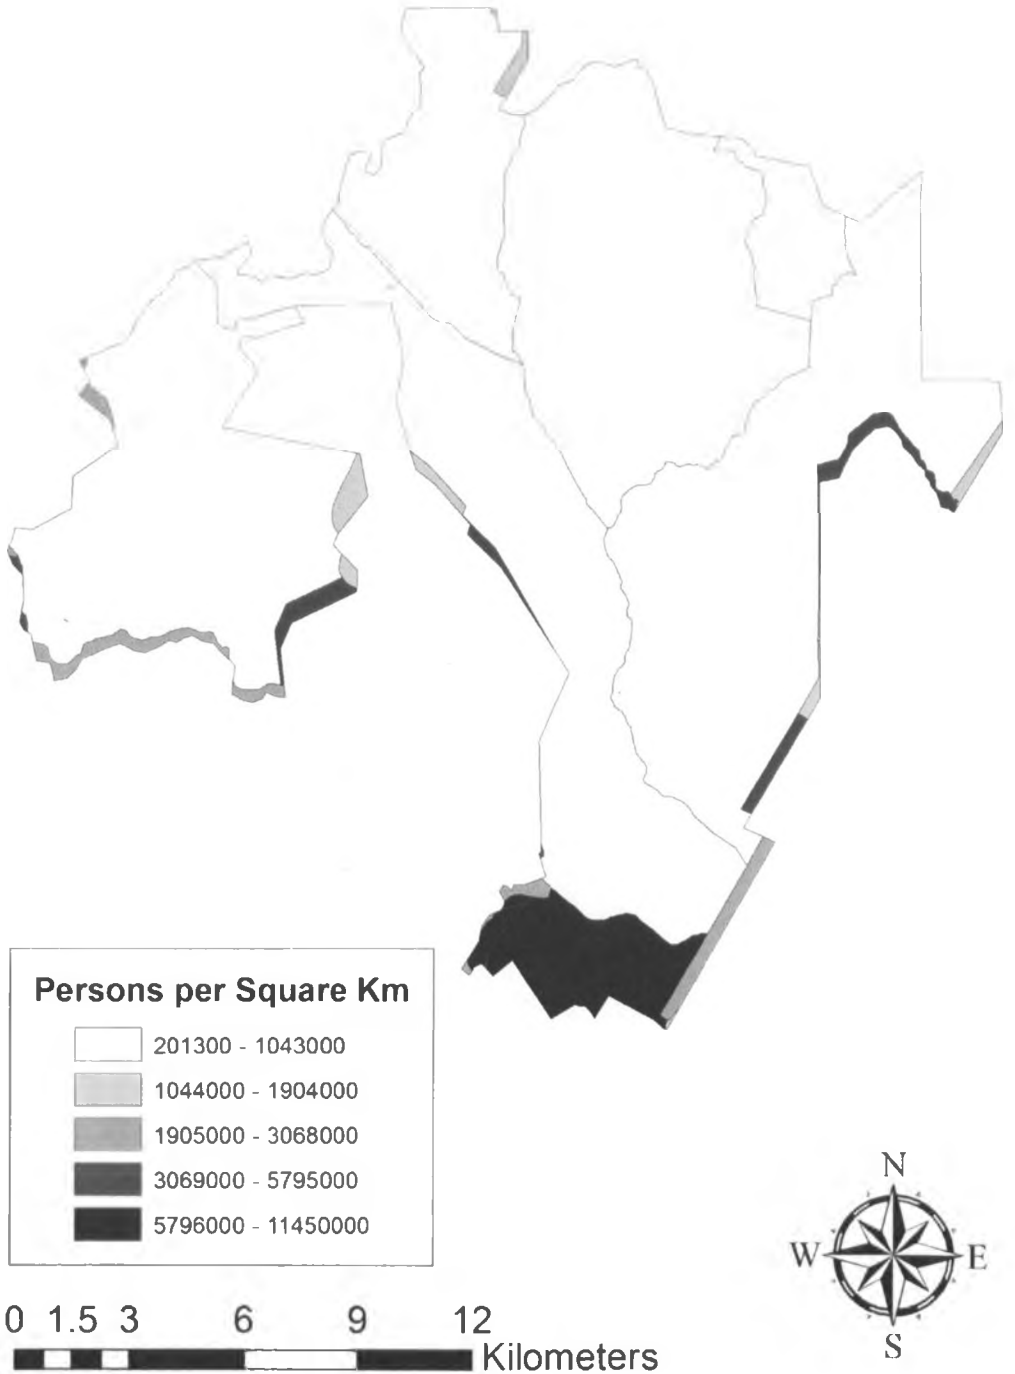 Persons per Square Km
201300 - 1043000
1044000 - 1904000
1905000 - 3068000
3069000 - 5795000
5796000 - 11450000
N
W E
S
0 1.5 3 6 9 12
Kilometers